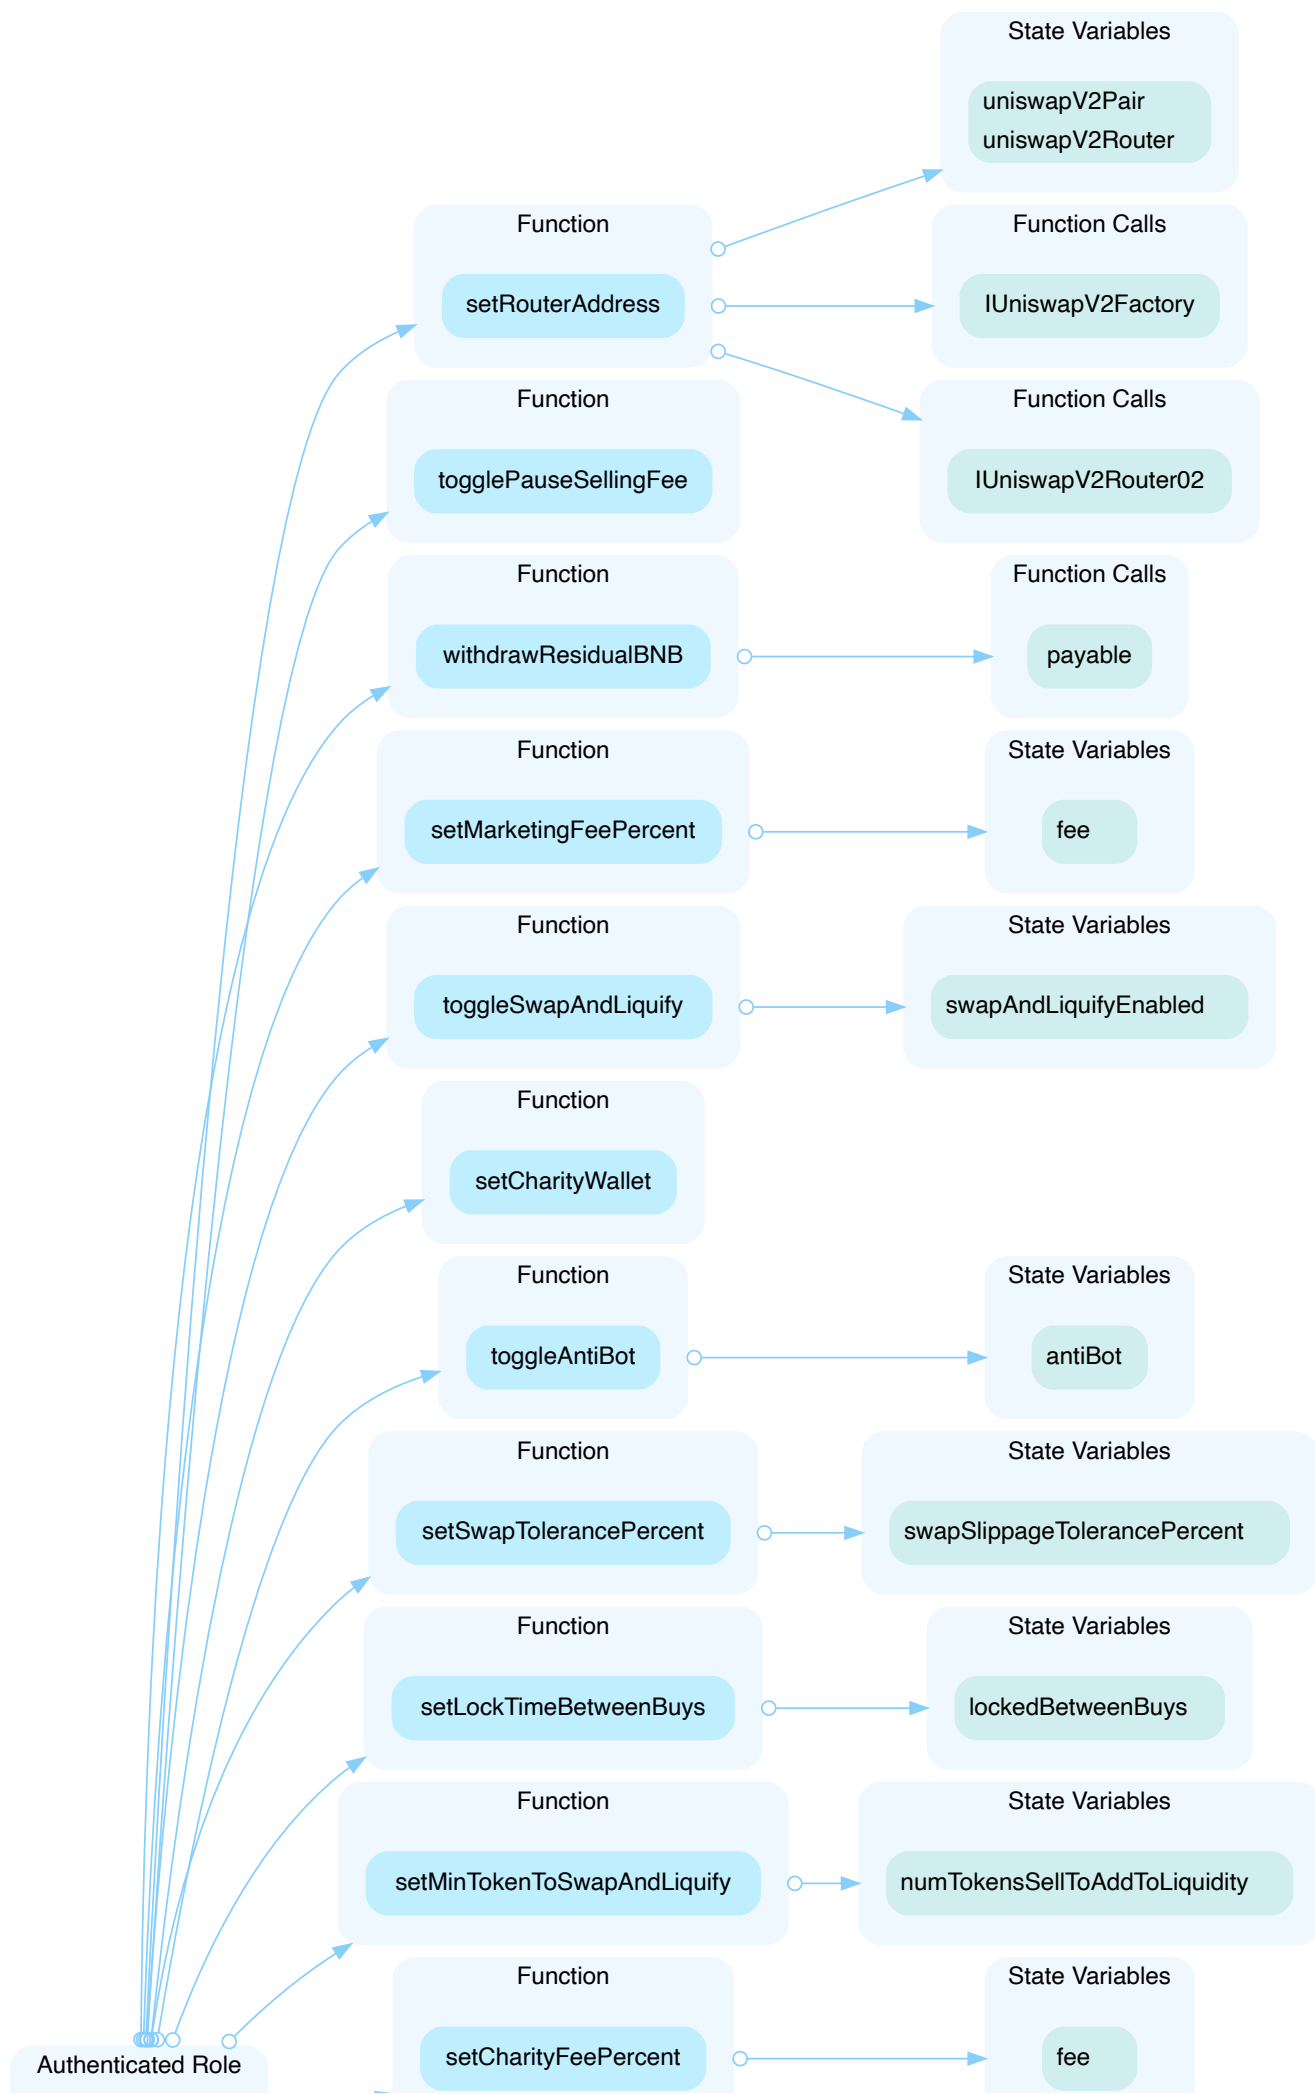 State Variables
uniswapV2Pair
uniswapV2Router
Function
setRouterAddress
Function Calls
IUniswapV2Factory
Function Calls
IUniswapV2Router02
Function
togglePauseSellingFee
Function
withdrawResidualBNB
Function Calls
payable
Function
setMarketingFeePercent
State Variables
fee
Function
toggleSwapAndLiquify
State Variables
swapAndLiquifyEnabled
Function
setCharityWallet
Function
toggleAntiBot
State Variables
antiBot
Function
setSwapTolerancePercent
State Variables
swapSlippageTolerancePercent
Function
setLockTimeBetweenBuys
State Variables
lockedBetweenBuys
Function
setMinTokenToSwapAndLiquify
State Variables
numTokensSellToAddToLiquidity
Function
setCharityFeePercent
State Variables
fee
Authenticated Role